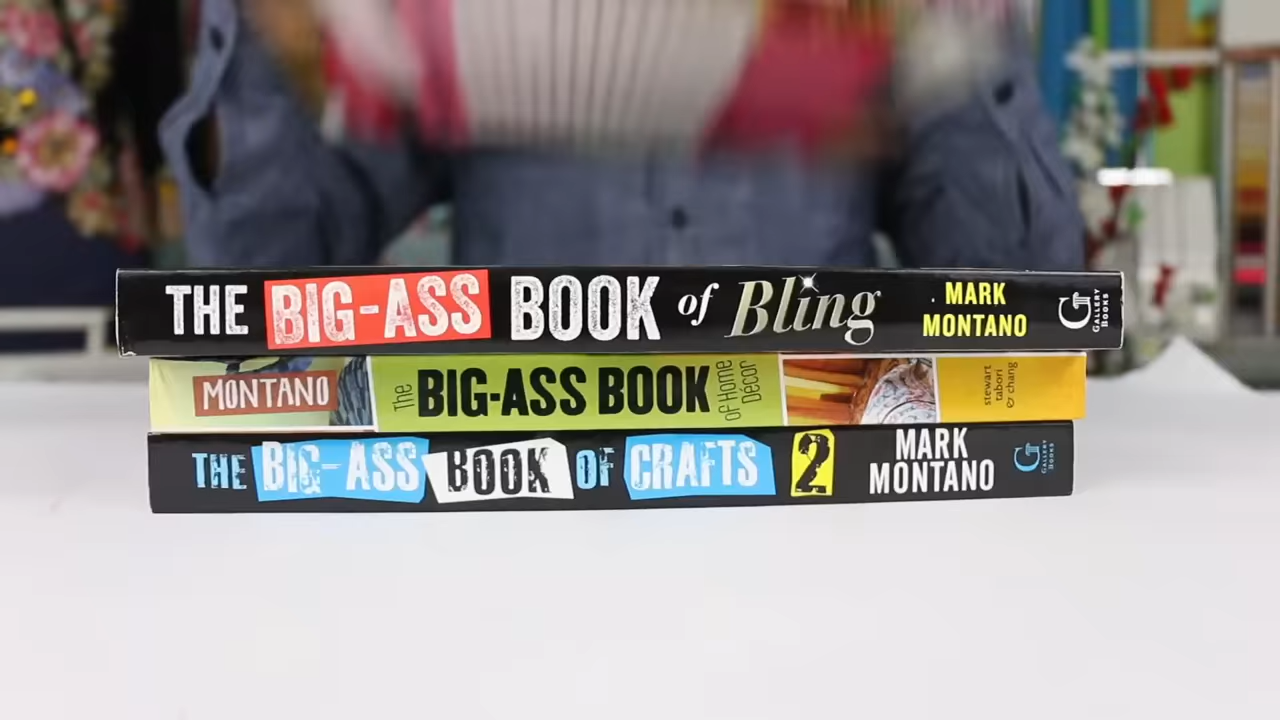 THE BIG-ASS BOOK of Bling MARK MONTANO GALLERY BOOKS
MONTANO The BIG-ASS BOOK of Home Décor stewart tabori & chang
THE BIG-ASS BOOK OF CRAFTS 2 MARK MONTANO GALLERY BOOKS